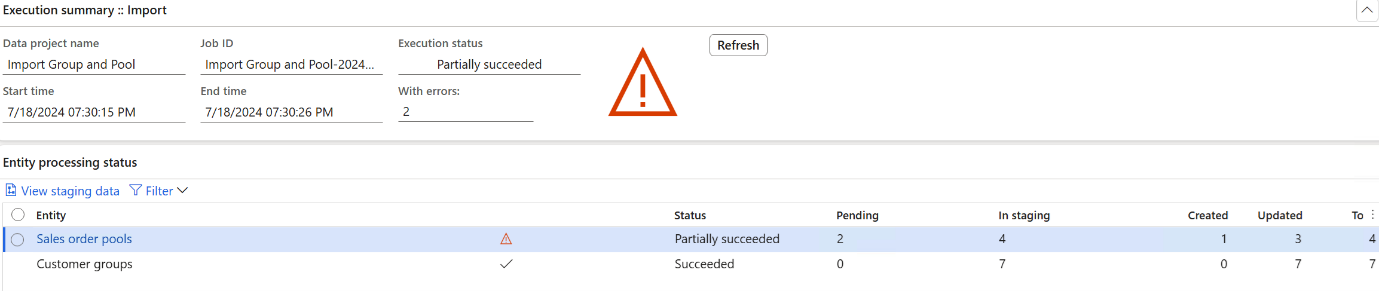 Execution summary :: Import
Data project name Job ID Execution status Refresh
Import Group and Pool Import Group and Pool-2024... Partially succeeded
Start time End time With errors:
7/18/2024 07:30:15 PM 7/18/2024 07:30:26 PM 2
Entity processing status
View staging data Filter
Entity Status Pending In staging Created Updated To
Sales order pools Partially succeeded 2 4 1 3 4
Customer groups Succeeded 0 7 0 7 7